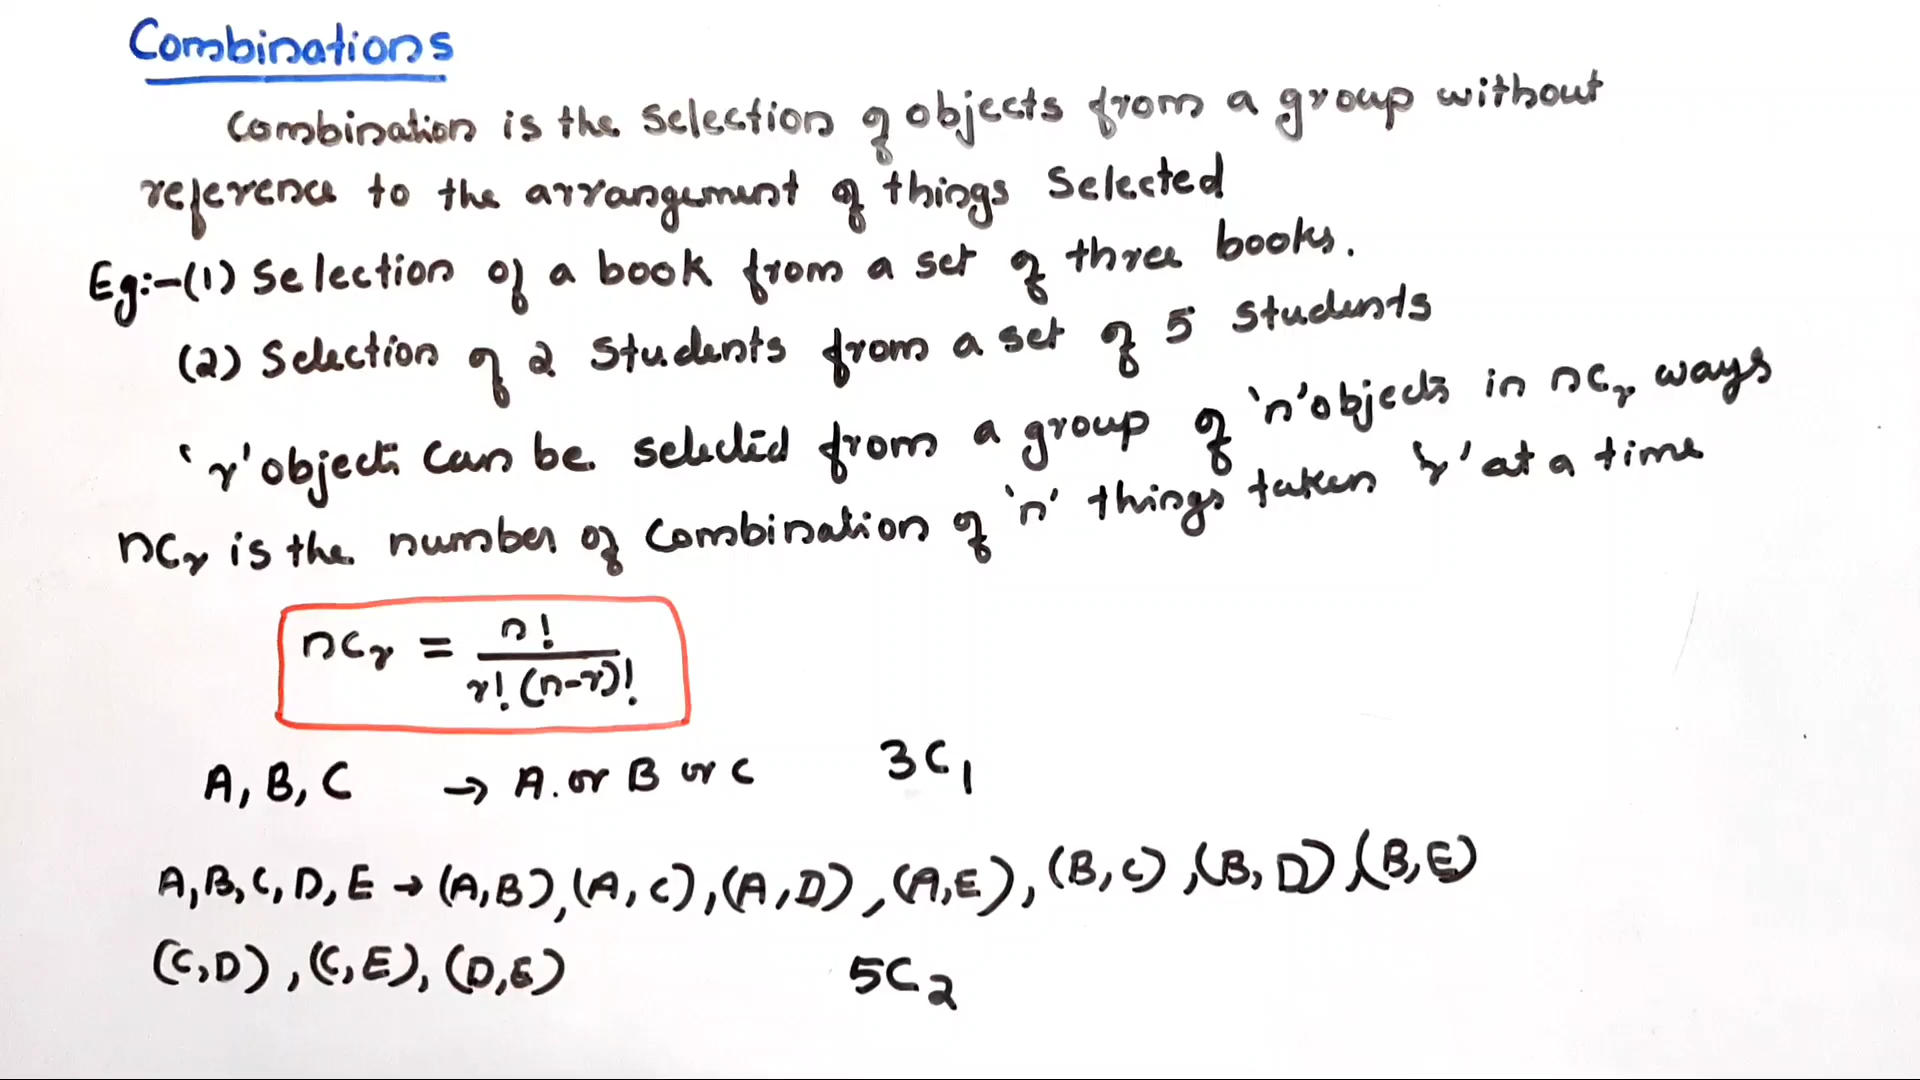 Combinations
Combination is the selection of objects from a group without
reference to the arrangement of things selected
Eg:-(1) Selection of a book from a set of three books.
(2) Selection of 2 students from a set of 5 students
'r' objects can be selected from a group of 'n' objects in nCr ways
nCr is the number of combination of 'n' things taken 'r' at a time
nCr = n! / r!(n-r)!
A, B, C → A. or B or C 3C1
A, B, C, D, E → (A,B), (A,C), (A,D), (A,E), (B,C), (B,D), (B,E)
(C,D), (C,E), (D,E) 5C2